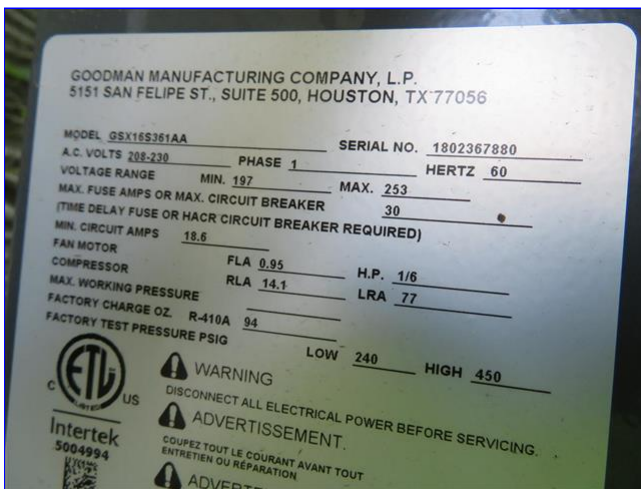 GOODMAN MANUFACTURING COMPANY, L.P.
5151 SAN FELIPE ST., SUITE 500, HOUSTON, TX 77056
MODEL GSX16S361AA SERIAL NO. 1802367880
A.C. VOLTS 208-230 PHASE 1 HERTZ 60
VOLTAGE RANGE MIN. 197 MAX. 253
MAX. FUSE AMPS OR MAX. CIRCUIT BREAKER 30
(TIME DELAY FUSE OR HACR CIRCUIT BREAKER REQUIRED)
MIN. CIRCUIT AMPS 18.6
FAN MOTOR FLA 0.95 H.P. 1/6
COMPRESSOR RLA 14.1 LRA 77
MAX. WORKING PRESSURE
FACTORY CHARGE OZ. R-410A 94
FACTORY TEST PRESSURE PSIG LOW 240 HIGH 450
WARNING
DISCONNECT ALL ELECTRICAL POWER BEFORE SERVICING.
ADVERTISSEMENT.
COUPEZ TOUT LE COURANT AVANT TOUT
ENTRETIEN OU RÉPARATION
ETL
LISTED
C US
Intertek
5004994